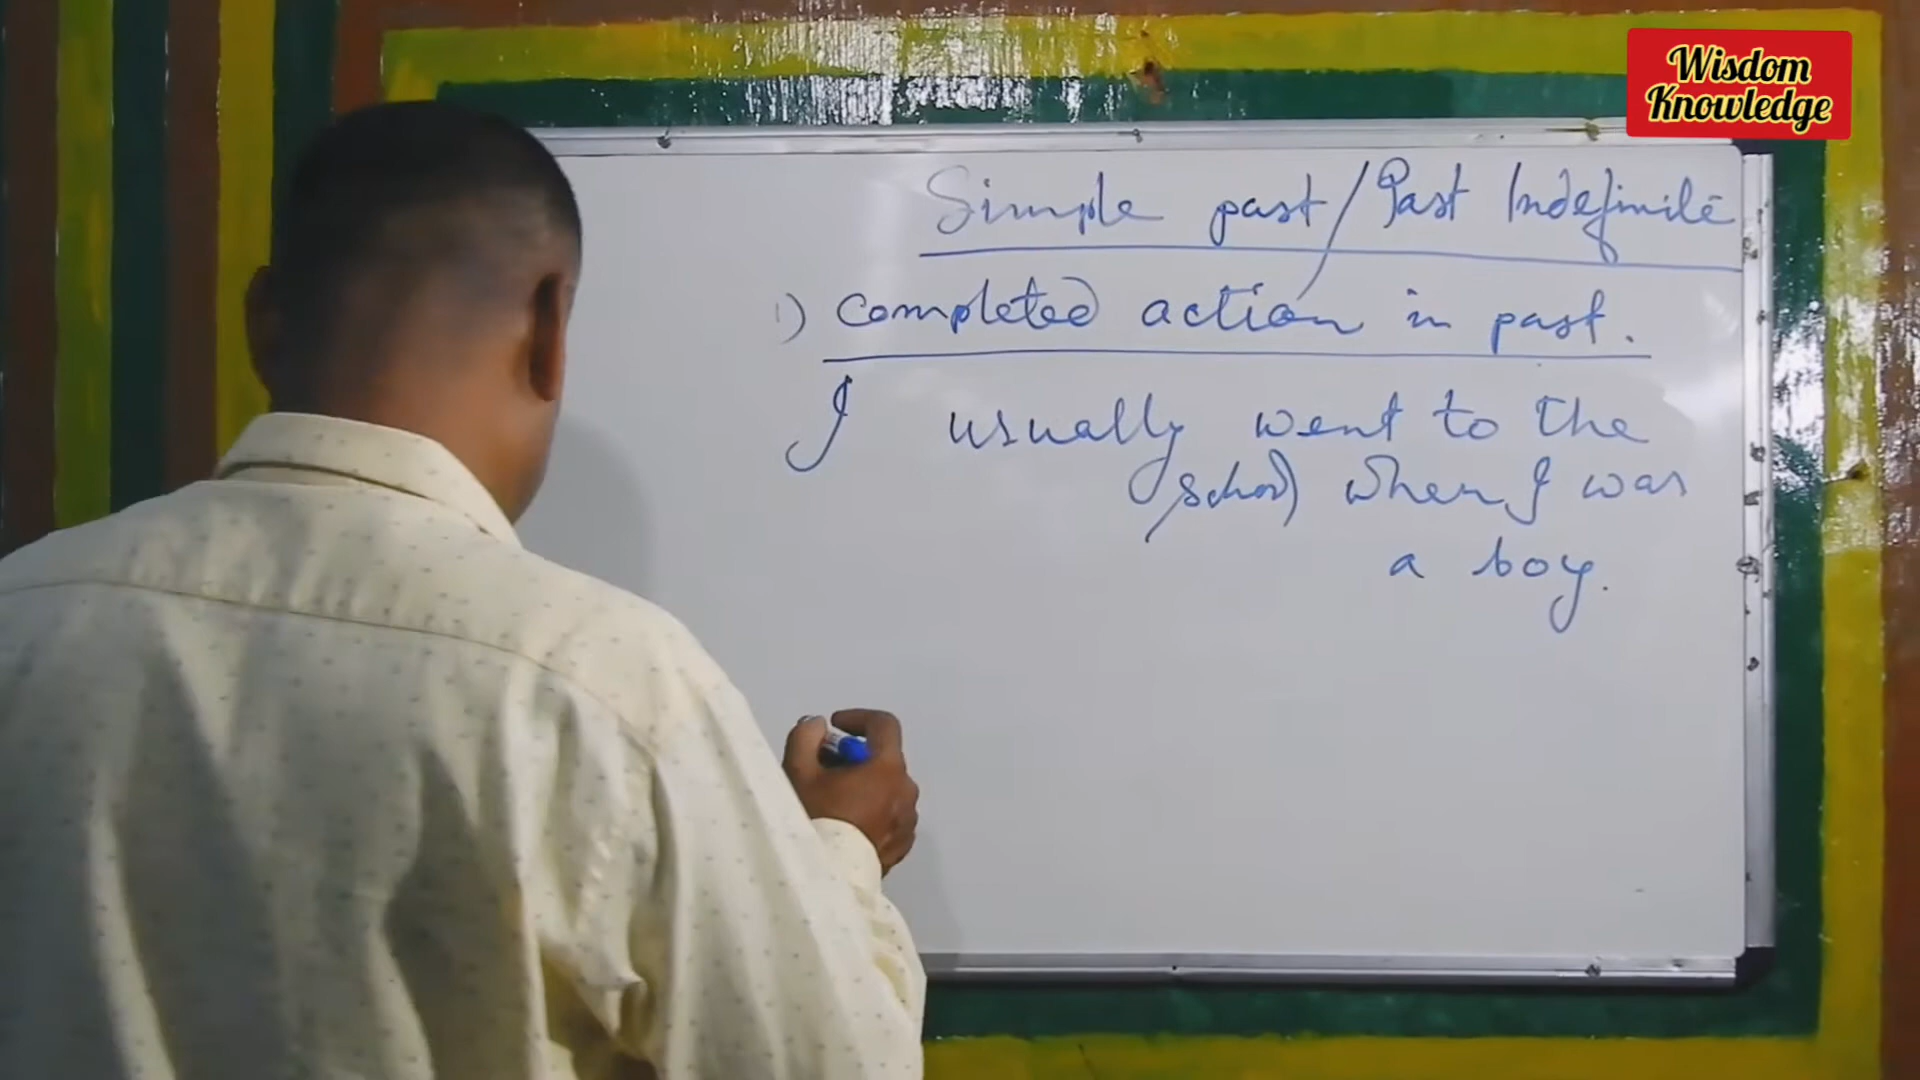 Wisdom
Knowledge
Simple past / Past Indefinite
1) completed action in past.
I usually went to the
school when I was
a boy.